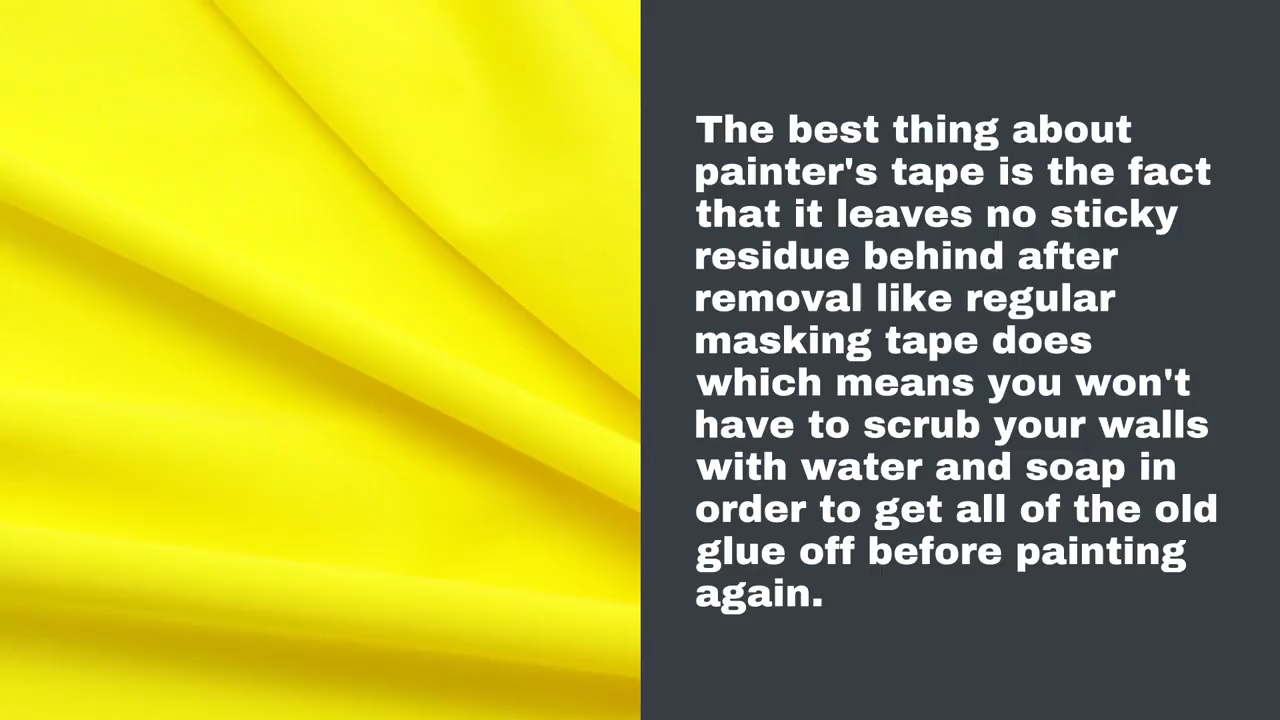 The best thing about
painter's tape is the fact
that it leaves no sticky
residue behind after
removal like regular
masking tape does
which means you won't
have to scrub your walls
with water and soap in
order to get all of the old
glue off before painting
again.